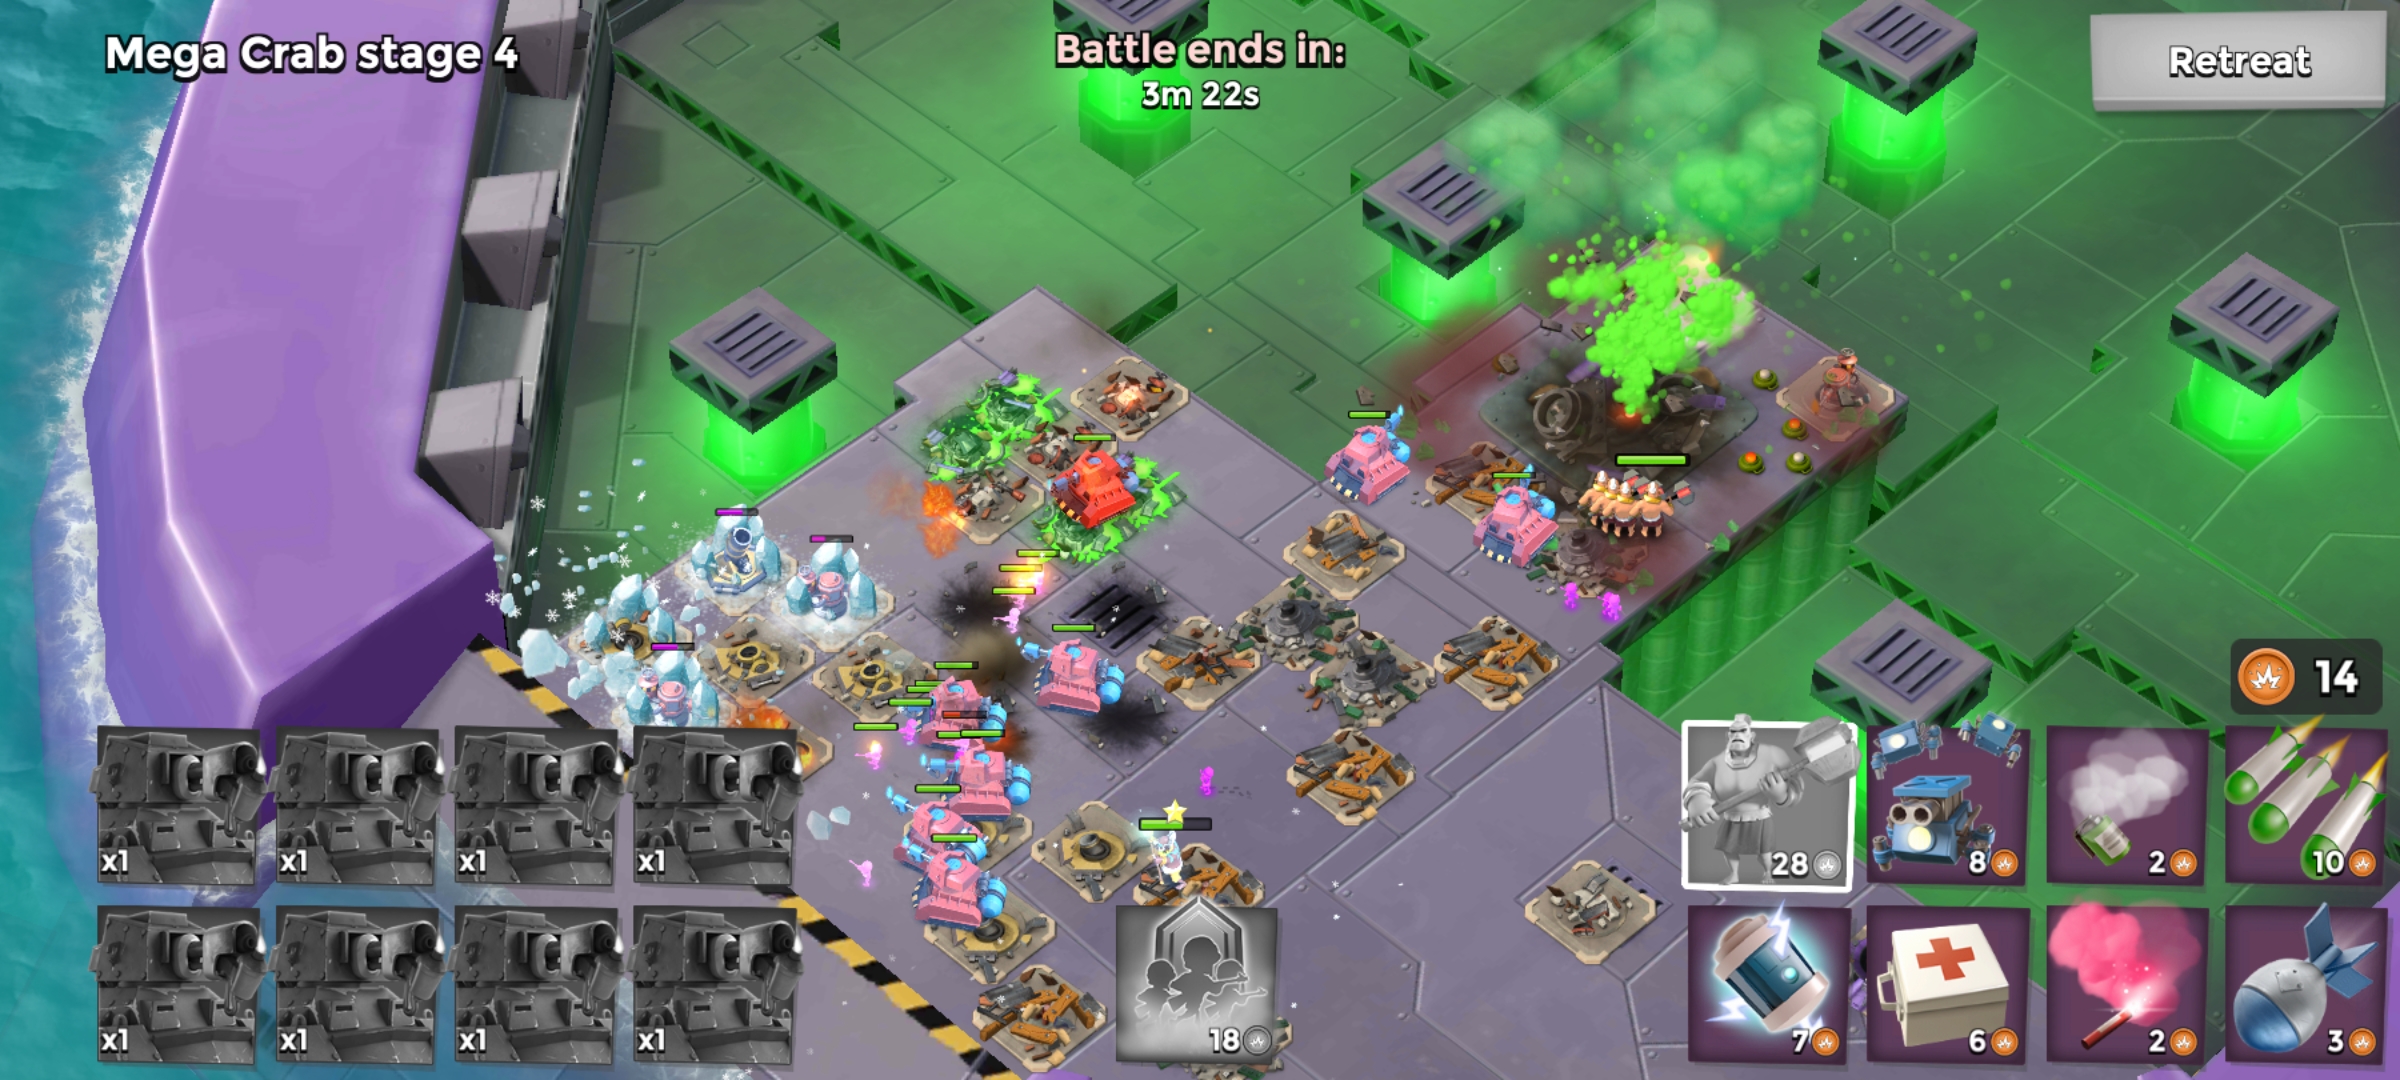 Mega Crab stage 4
Battle ends in:
3m 22s
Retreat
14
x1
x1
x1
x1
28
8
2
10
x1
x1
x1
x1
18
7
6
2
3